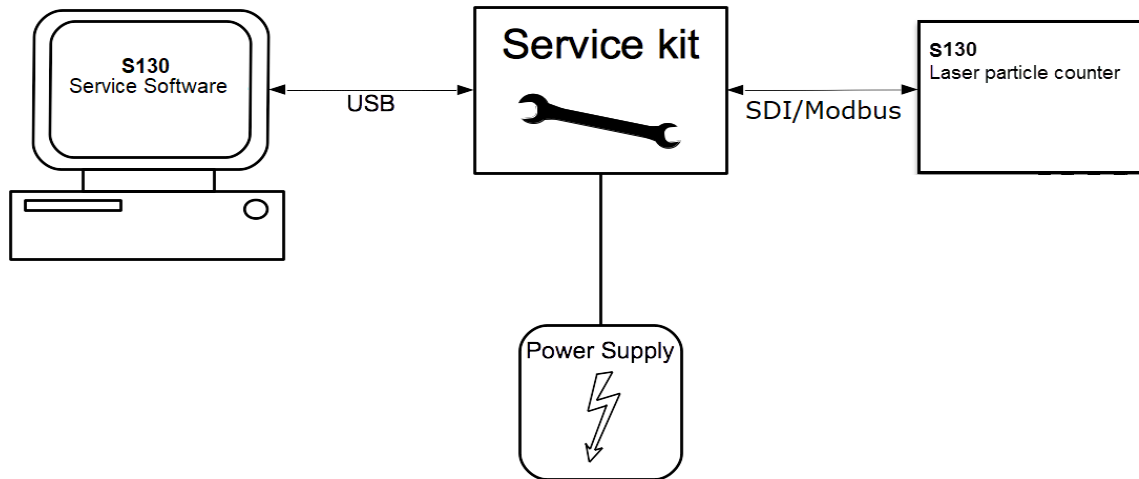 S130
Service Software
USB
Service kit
SDI/Modbus
S130
Laser particle counter
Power Supply